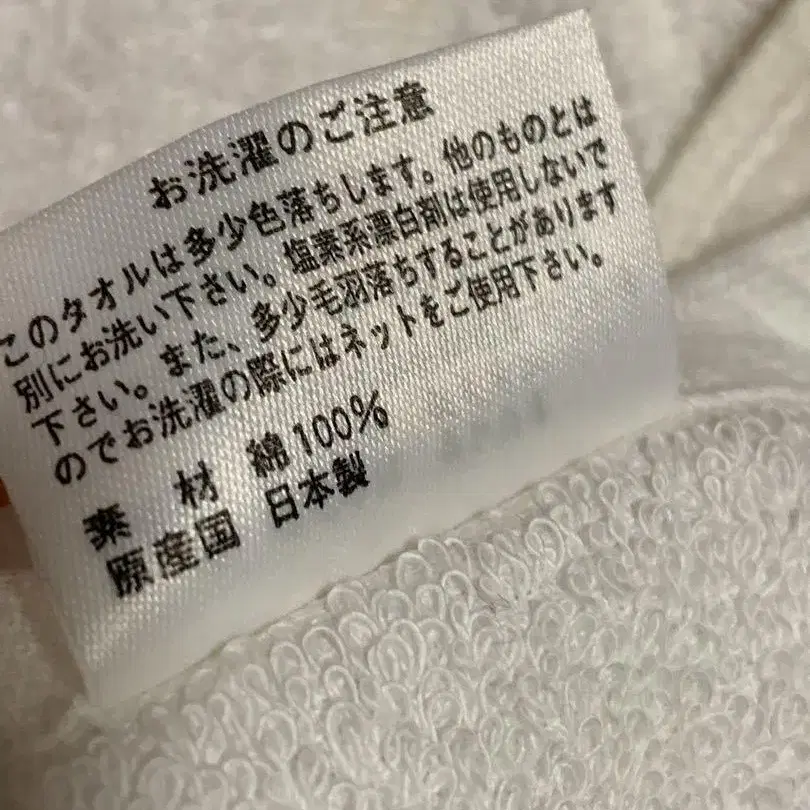 お洗濯のご注意
このタオルは多少色落ちします。他のものとは
別にお洗い下さい。塩素系漂白剤は使用しないで
下さい。また、多少毛羽落ちすることがあります
のでお洗濯の際にはネットをご使用下さい。
素 材 綿100%
原産国 日本製